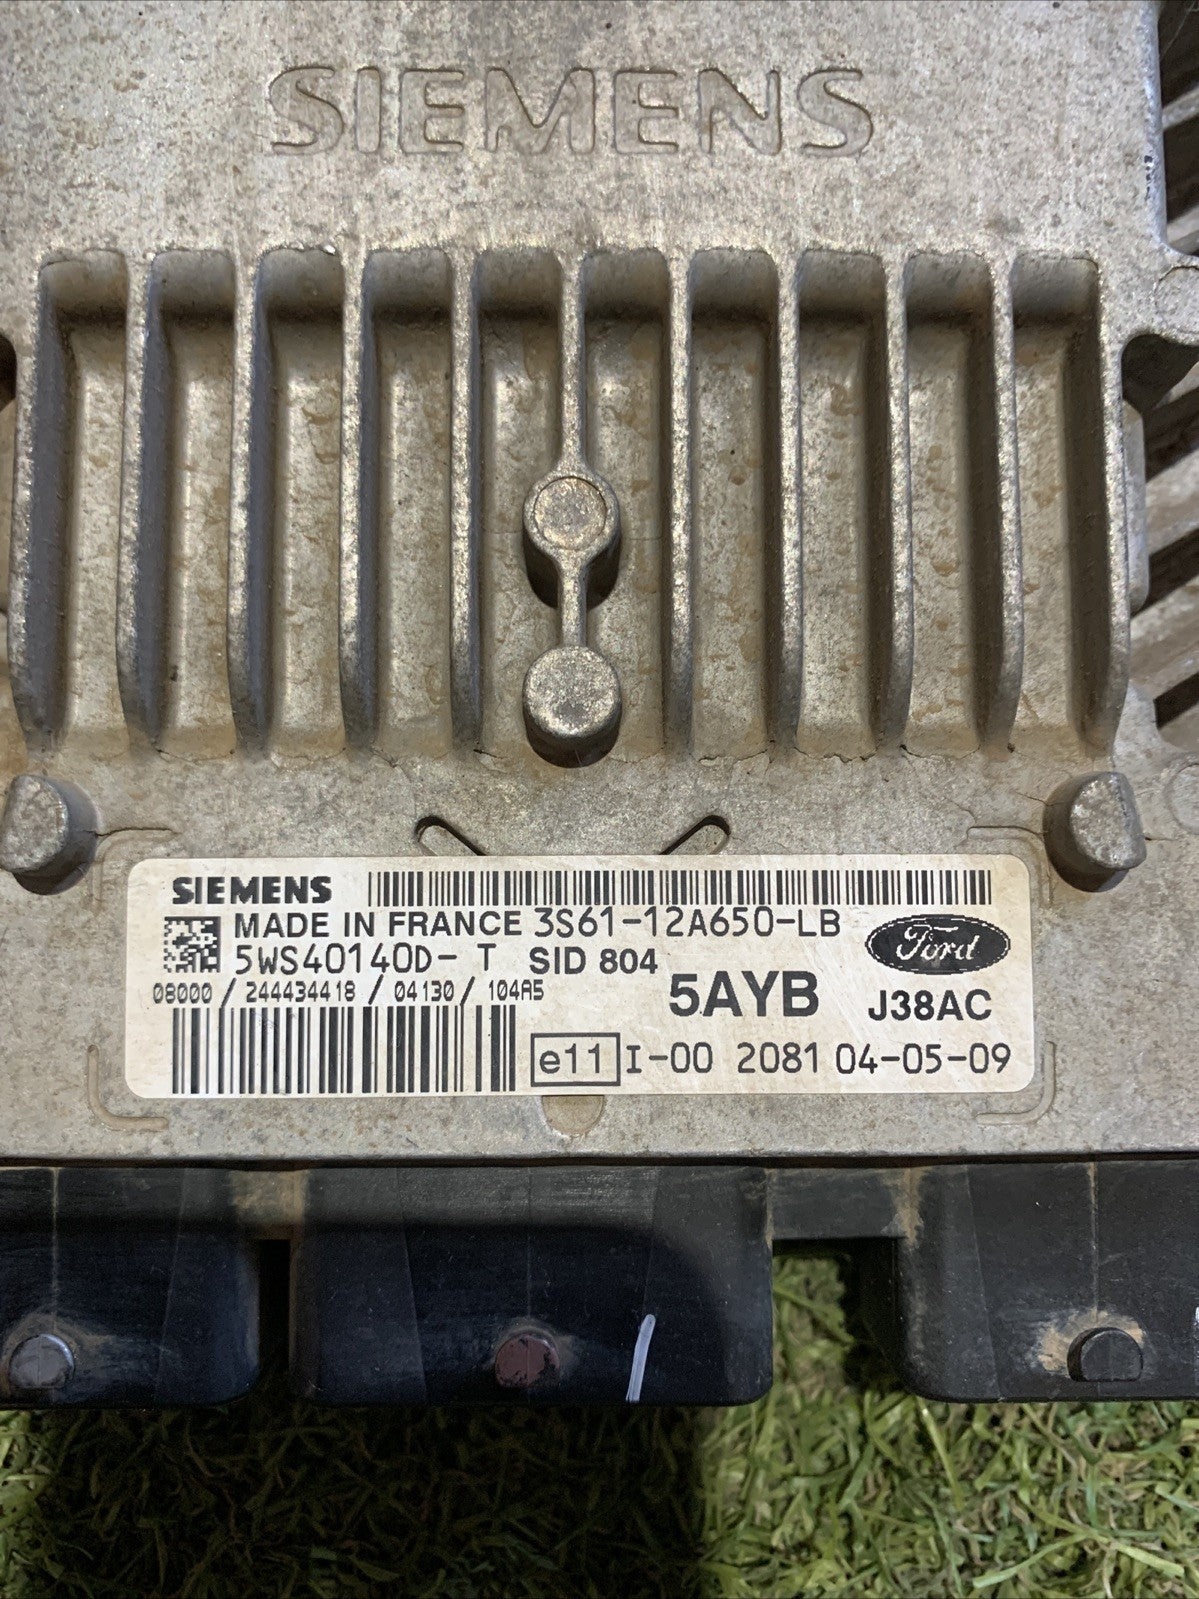 SIEMENS
SIEMENS
MADE IN FRANCE 3S61-12A650-LB
Ford
5WS40140D- T SID 804
08000 / 244434418 / 04130 / 104A5
5AYB J38AC
e11 I-00 2081 04-05-09